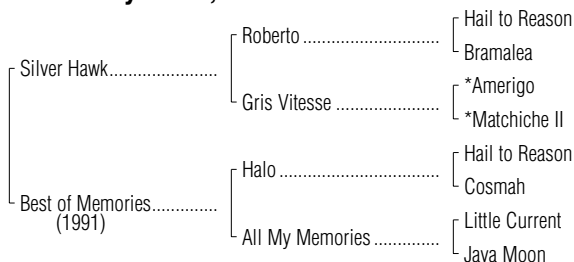 Hail to Reason
Roberto
Bramalea
Silver Hawk
*Amerigo
Gris Vitesse
*Matchiche II
Hail to Reason
Halo
Cosmah
Best of Memories
(1991)
Little Current
All My Memories
Java Moon